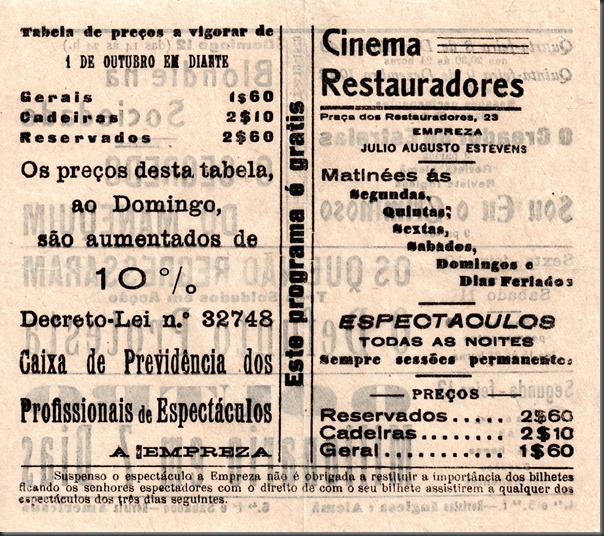 Tabela de preços a vigorar de
1 DE OUTUBRO EM DIANTE
Gerais 1$60
Cadeiras 2$10
Reservados 2$60
Os preços desta tabela,
ao Domingo,
são aumentados de
10%
Decreto-Lei n.º 32748
Caixa de Previdência dos
Profissionais de Espectáculos
A EMPREZA
Este programa é gratis
Cinema
Restauradores
Praça dos Restauradores, 23
EMPREZA
JULIO AUGUSTO ESTEVENS
Matinées ás
Segundas,
Quintas,
Sextas,
Sabados,
Domingos e
Dias Feriados
ESPECTACULOS
TODAS AS NOITES
Sempre sessões permanentes
PREÇOS
Reservados ..... 2$60
Cadeiras ....... 2$10
Geral .......... 1$60
Suspenso o espectáculo a Empreza não é obrigada a restituir a importância dos bilhetes
ficando os senhores espectadores com o direito de com o seu bilhete assistirem a qualquer dos
espectáculos dos três dias seguintes.